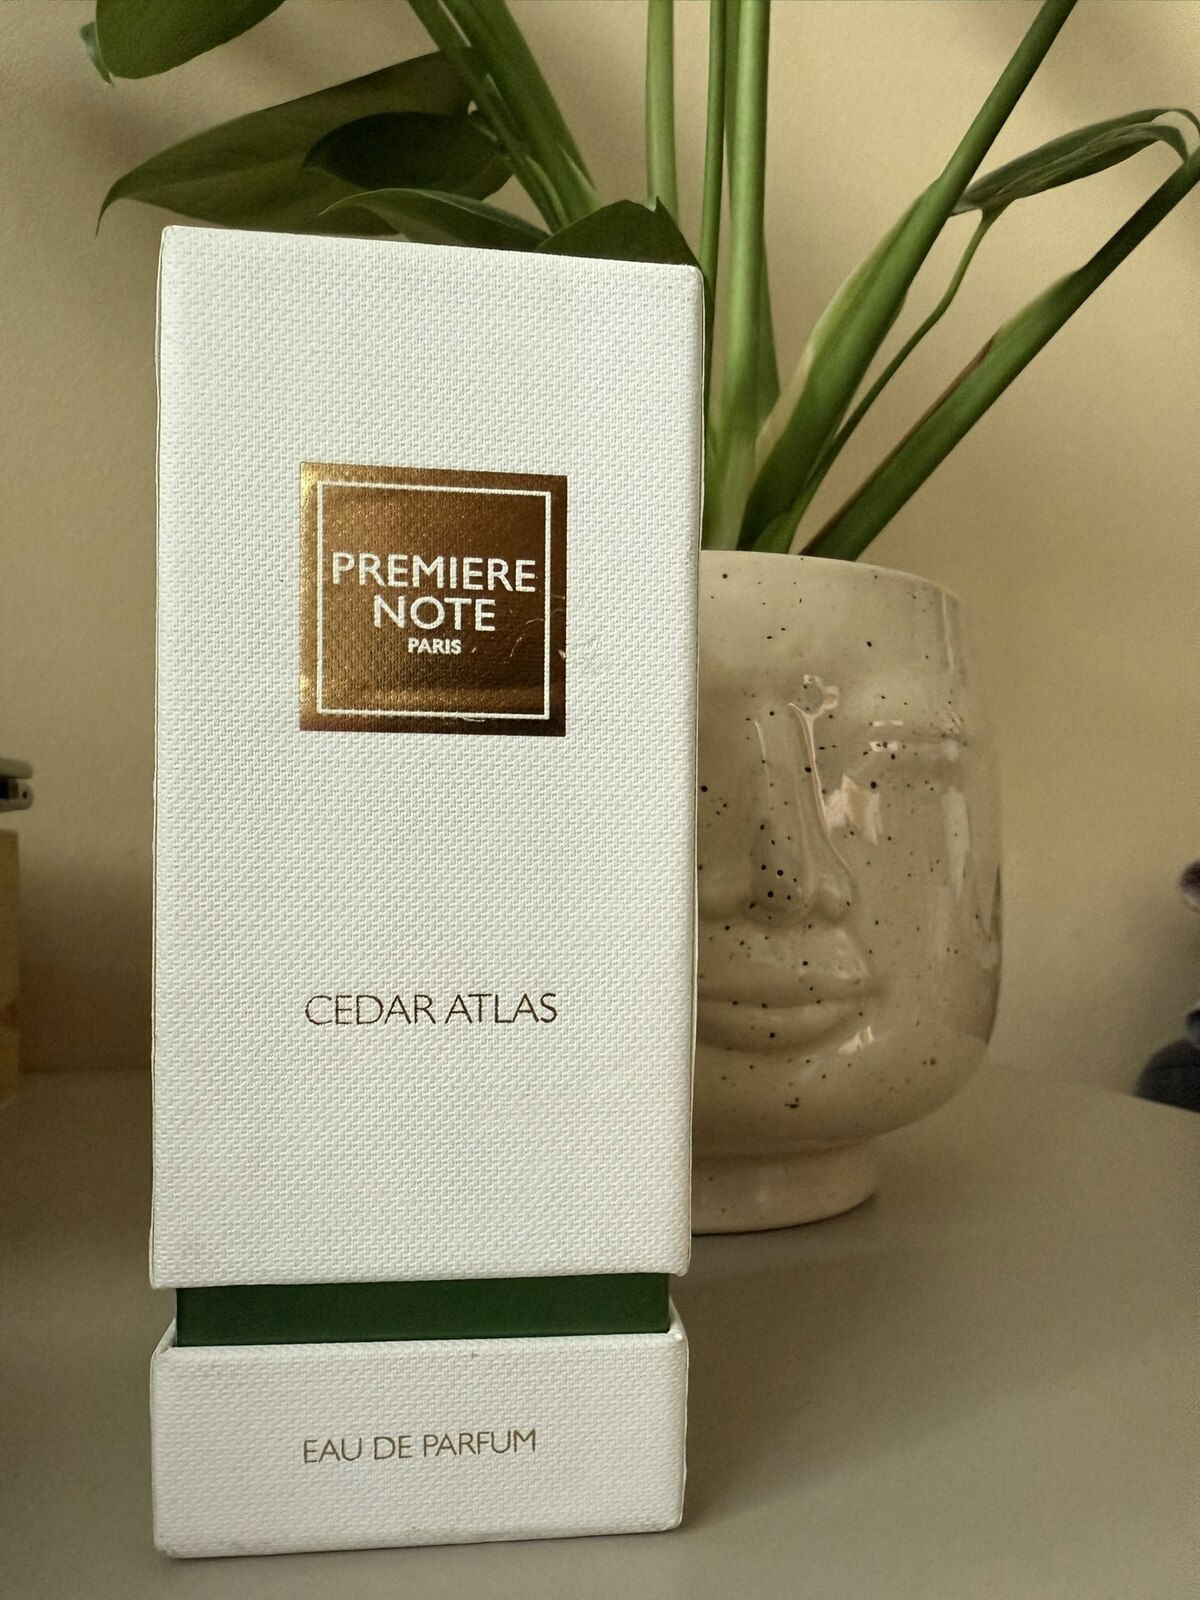 PREMIERE
NOTE
PARIS
CEDAR ATLAS
EAU DE PARFUM